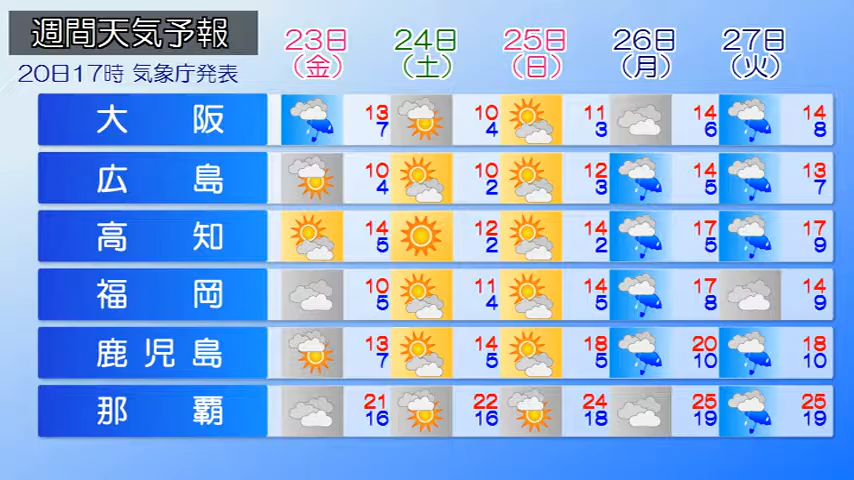 週間天気予報
20日17時 気象庁発表
23日(金) 24日(土) 25日(日) 26日(月) 27日(火)
大阪 13 7 10 4 11 3 14 6 14 8
広島 10 4 10 2 12 3 14 5 13 7
高知 14 5 12 2 14 2 17 5 17 9
福岡 10 5 11 4 14 5 17 8 14 9
鹿児島 13 7 14 5 18 5 20 10 18 10
那覇 21 16 22 16 24 18 25 19 25 19